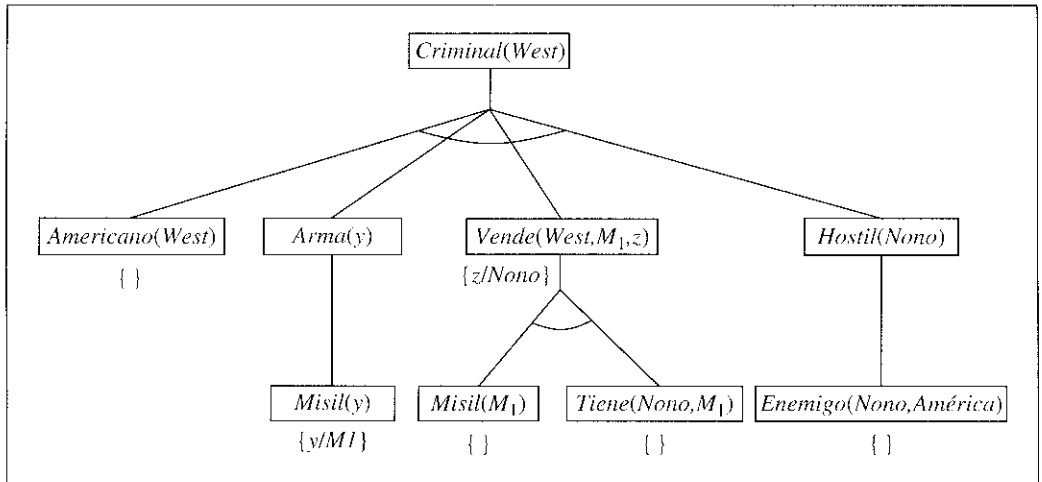 Criminal(West)
Americano(West) Arma(y) Vende(West,M₁,z) Hostil(Nono)
{ } {z/Nono}
Misil(y) Misil(M₁) Tiene(Nono,M₁) Enemigo(Nono,América)
{y/M1} { } { } { }